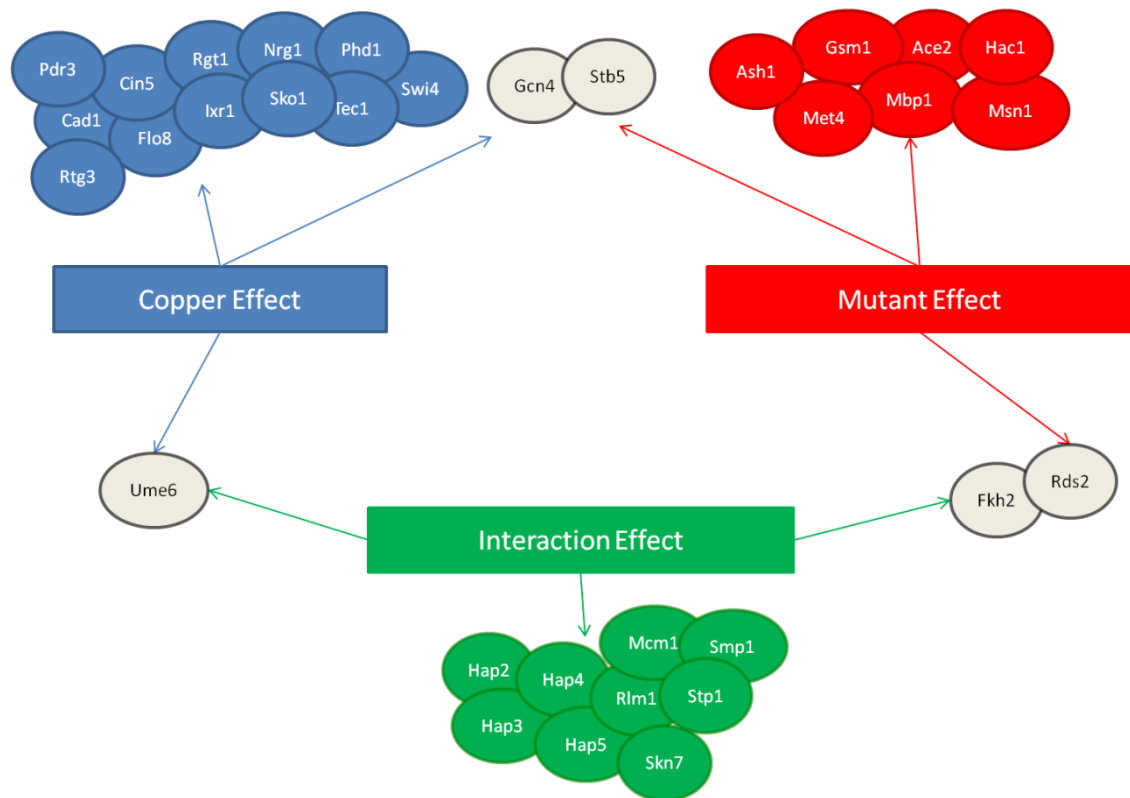 Pdr3
Cin5
Rgt1
Nrg1
Phd1
Swi4
Cad1
Flo8
Ixr1
Sko1
Tec1
Rtg3
Gcn4
Stb5
Ash1
Gsm1
Ace2
Hac1
Met4
Mbp1
Msn1
Copper Effect
Mutant Effect
Ume6
Interaction Effect
Fkh2
Rds2
Hap2
Hap4
Mcm1
Smp1
Hap3
Hap5
Rlm1
Stp1
Skn7